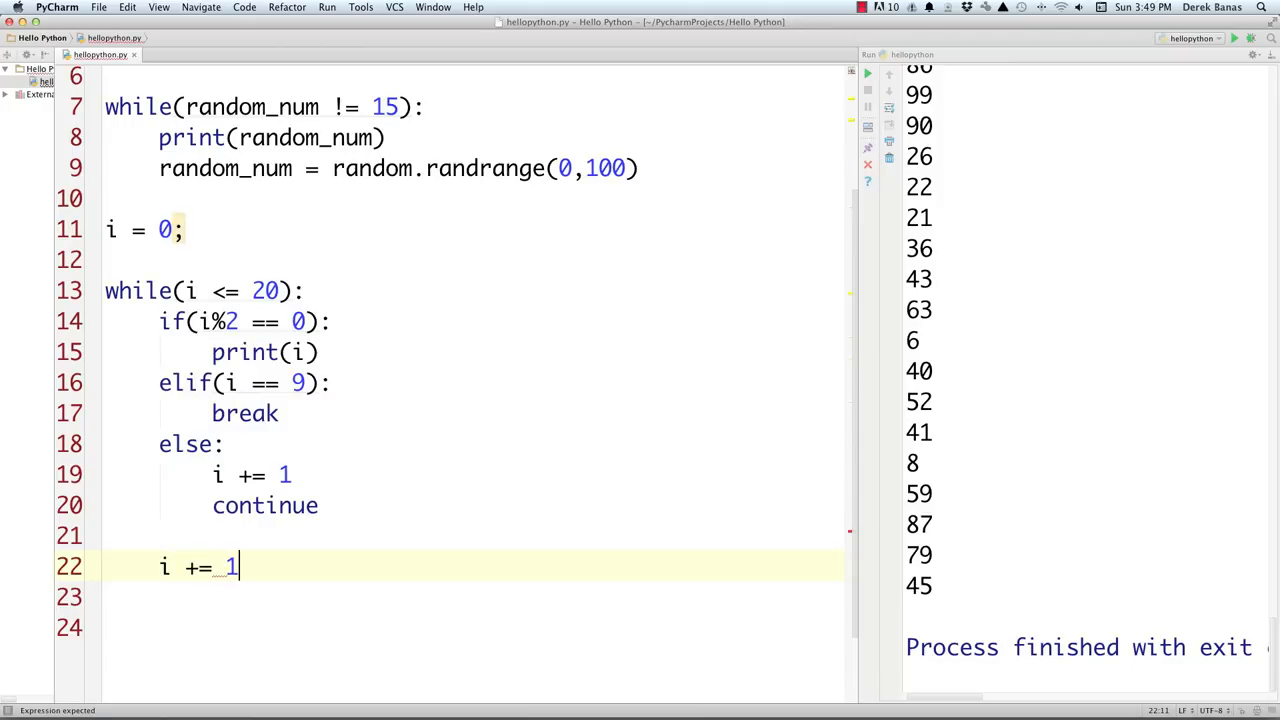 PyCharm File Edit View Navigate Code Refactor Run Tools VCS Window Help 10 Sun 3:49 PM Derek Banas
hellopython.py - Hello Python - [~/PycharmProjects/Hello Python]
Hello Python hellopython.py hellopython
hellopython.py × Run hellopython
Hello P
hell
Externa
6
7 while(random_num != 15):
8 print(random_num)
9 random_num = random.randrange(0,100)
10
11 i = 0;
12
13 while(i <= 20):
14 if(i%2 == 0):
15 print(i)
16 elif(i == 9):
17 break
18 else:
19 i += 1
20 continue
21
22 i += 1
23
24
86
99
90
26
22
21
36
43
63
6
40
52
41
8
59
87
79
45
Process finished with exit
Expression expected 22:11 LF UTF-8